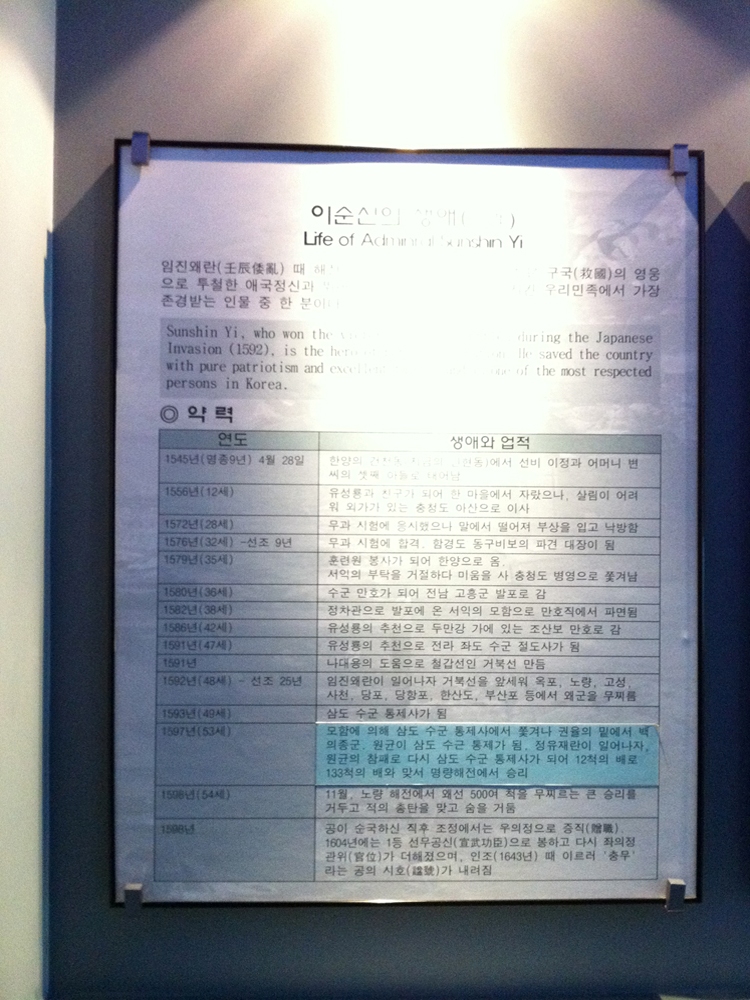 이순신의 생애
Life of Admiral Sunshin Yi
임진왜란(壬辰倭亂) 때 구국(救國)의 영웅
으로 투철한 애국정신과 우리민족에서 가장
존경받는 인물 중 한 분이
Sunshin Yi, who won the during the Japanese
Invasion (1592), is the He saved the country
with pure patriotism and one of the most respected
persons in Korea.
◎ 약 력
연도 생애와 업적
1545년(명종9년) 4월 28일 한양의 에서 선비 이정과 어머니 변
씨의 셋째 아들로 태어남
1556년(12세) 유성룡과 친구가 되어 한 마을에서 자랐으나, 살림이 어려
워 외가가 있는 충청도 아산으로 이사
1572년(28세) 무과 시험에 응시했으나 말에서 떨어져 부상을 입고 낙방함
1576년(32세) -선조 9년 무과 시험에 합격. 함경도 동구비보의 파견 대장이 됨
1579년(35세) 훈련원 봉사가 되어 한양으로 옴.
서익의 부탁을 거절하다 미움을 사 충청도 병영으로 쫓겨남
1580년(36세) 수군 만호가 되어 전남 고흥군 발포로 감
1582년(38세) 정차관으로 발포에 온 서익의 모함으로 만호직에서 파면됨
1586년(42세) 유성룡의 추천으로 두만강 가에 있는 조산보 만호로 감
1591년(47세) 유성룡의 추천으로 전라 좌도 수군 절도사가 됨
1591년 나대용의 도움으로 철갑선인 거북선 만듬
1592년(48세) - 선조 25년 임진왜란이 일어나자 거북선을 앞세워 옥포, 노량, 고성,
사천, 당포, 당항포, 한산도, 부산포 등에서 왜군을 무찌름
1593년(49세) 삼도 수군 통제사가 됨
1597년(53세) 모함에 의해 삼도 수군 통제사에서 쫓겨나 권율의 밑에서 백
의종군. 원균이 삼도 수근 통제가 됨. 정유재란이 일어나자,
원균의 참패로 다시 삼도 수군 통제사가 되어 12척의 배로
133척의 배와 맞서 명량해전에서 승리
1598년(54세) 11월, 노량 해전에서 왜선 500여 척을 무찌르는 큰 승리를
거두고 적의 총탄을 맞고 숨을 거둠
1598년 공이 순국하신 직후 조정에서는 우의정으로 증직(贈職)
1604년에는 1등 선무공신(宣武功臣)으로 봉하고 다시 좌의정
관위(官位)가 더해졌으며, 인조(1643년) 때 이르러 '충무'
라는 공의 시호(諡號)가 내려짐